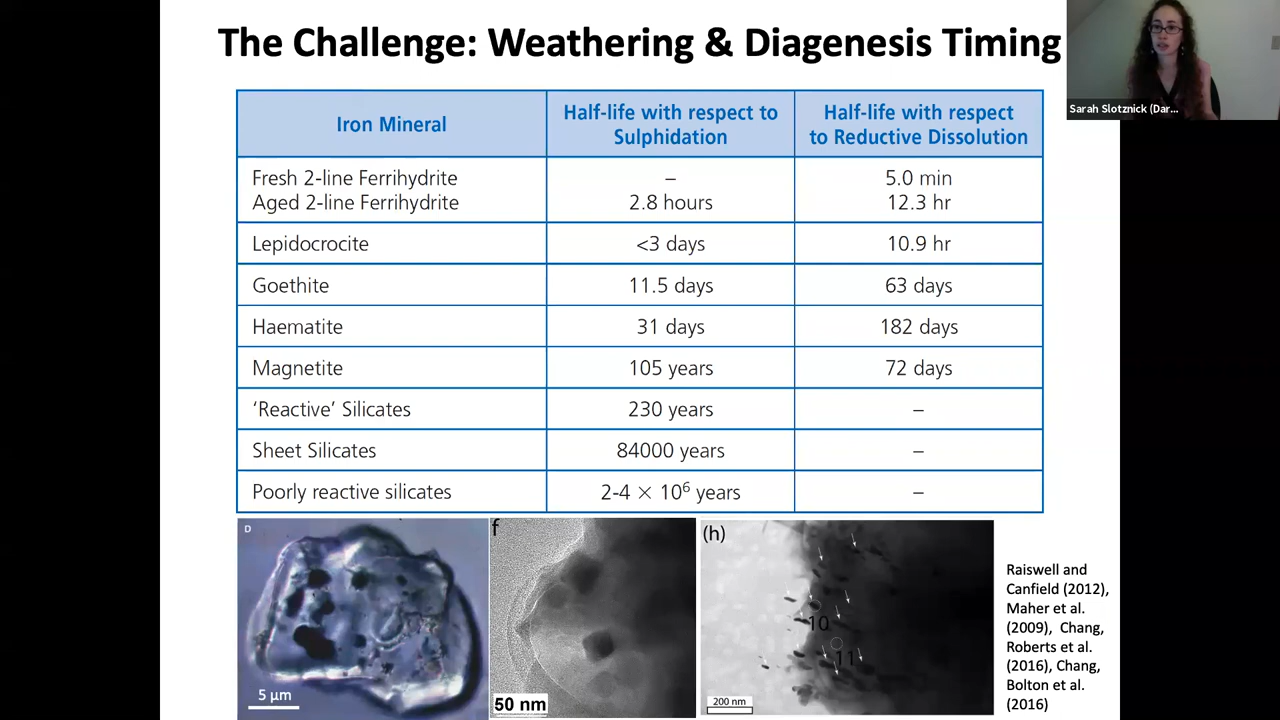 The Challenge: Weathering & Diagenesis Timing
Sarah Slotznick (Dar...
Iron Mineral
Half-life with respect to
Sulphidation
Half-life with respect
to Reductive Dissolution
Fresh 2-line Ferrihydrite
–
5.0 min
Aged 2-line Ferrihydrite
2.8 hours
12.3 hr
Lepidocrocite
<3 days
10.9 hr
Goethite
11.5 days
63 days
Haematite
31 days
182 days
Magnetite
105 years
72 days
‘Reactive’ Silicates
230 years
–
Sheet Silicates
84000 years
–
Poorly reactive silicates
2-4 × 10⁶ years
–
D
5 µm
f
50 nm
(h)
10
11
200 nm
Raiswell and
Canfield (2012),
Maher et al.
(2009), Chang,
Roberts et al.
(2016), Chang,
Bolton et al.
(2016)